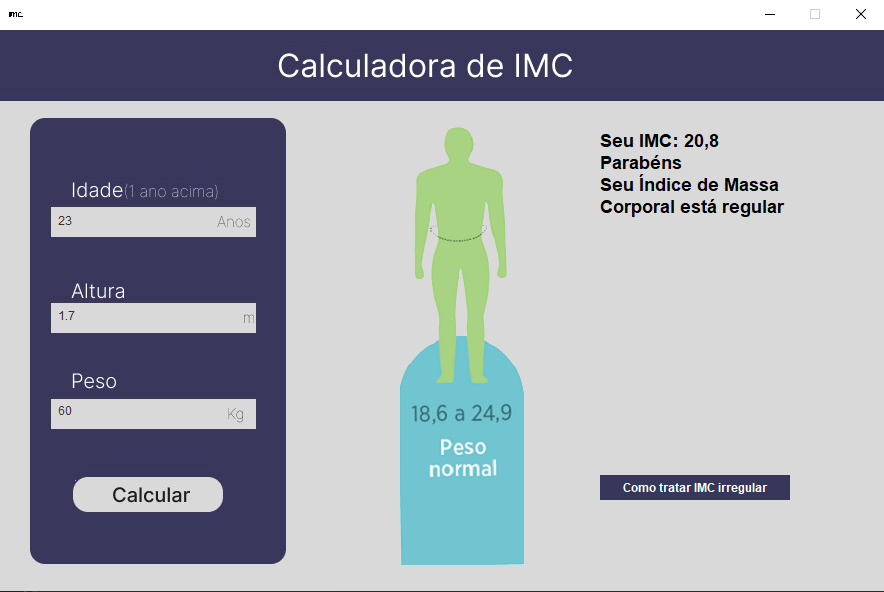 IMC
Calculadora de IMC
Idade(1 ano acima)
23 Anos
Altura
1.7 m
Peso
60 Kg
Calcular
18,6 a 24,9
Peso
normal
Seu IMC: 20,8
Parabéns
Seu Índice de Massa
Corporal está regular
Como tratar IMC irregular